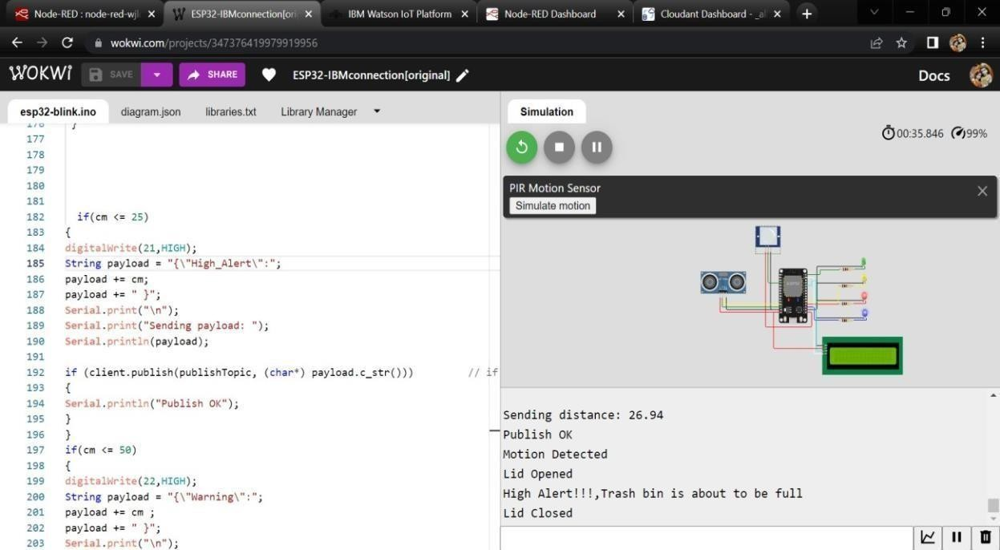 Node-RED : node-red-wjl
ESP32-IBMconnection[ori
IBM Watson IoT Platform
Node-RED Dashboard
Cloudant Dashboard - _al
wokwi.com/projects/347376419979919956
WOKWI
SAVE
SHARE
ESP32-IBMconnection[original]
Docs
esp32-blink.ino
diagram.json
libraries.txt
Library Manager
176 }
177
178
179
180
181
182 if(cm <= 25)
183 {
184 digitalWrite(21,HIGH);
185 String payload = "{\"High_Alert\":";
186 payload += cm;
187 payload += " }";
188 Serial.print("\n");
189 Serial.print("Sending payload: ");
190 Serial.println(payload);
191
192 if (client.publish(publishTopic, (char*) payload.c_str())) // if
193 {
194 Serial.println("Publish OK");
195 }
196 }
197 if(cm <= 50)
198 {
199 digitalWrite(22,HIGH);
200 String payload = "{\"Warning\":";
201 payload += cm ;
202 payload += " }";
203 Serial.print("\n");
Simulation
00:35.846
99%
PIR Motion Sensor
Simulate motion
Sending distance: 26.94
Publish OK
Motion Detected
Lid Opened
High Alert!!!,Trash bin is about to be full
Lid Closed